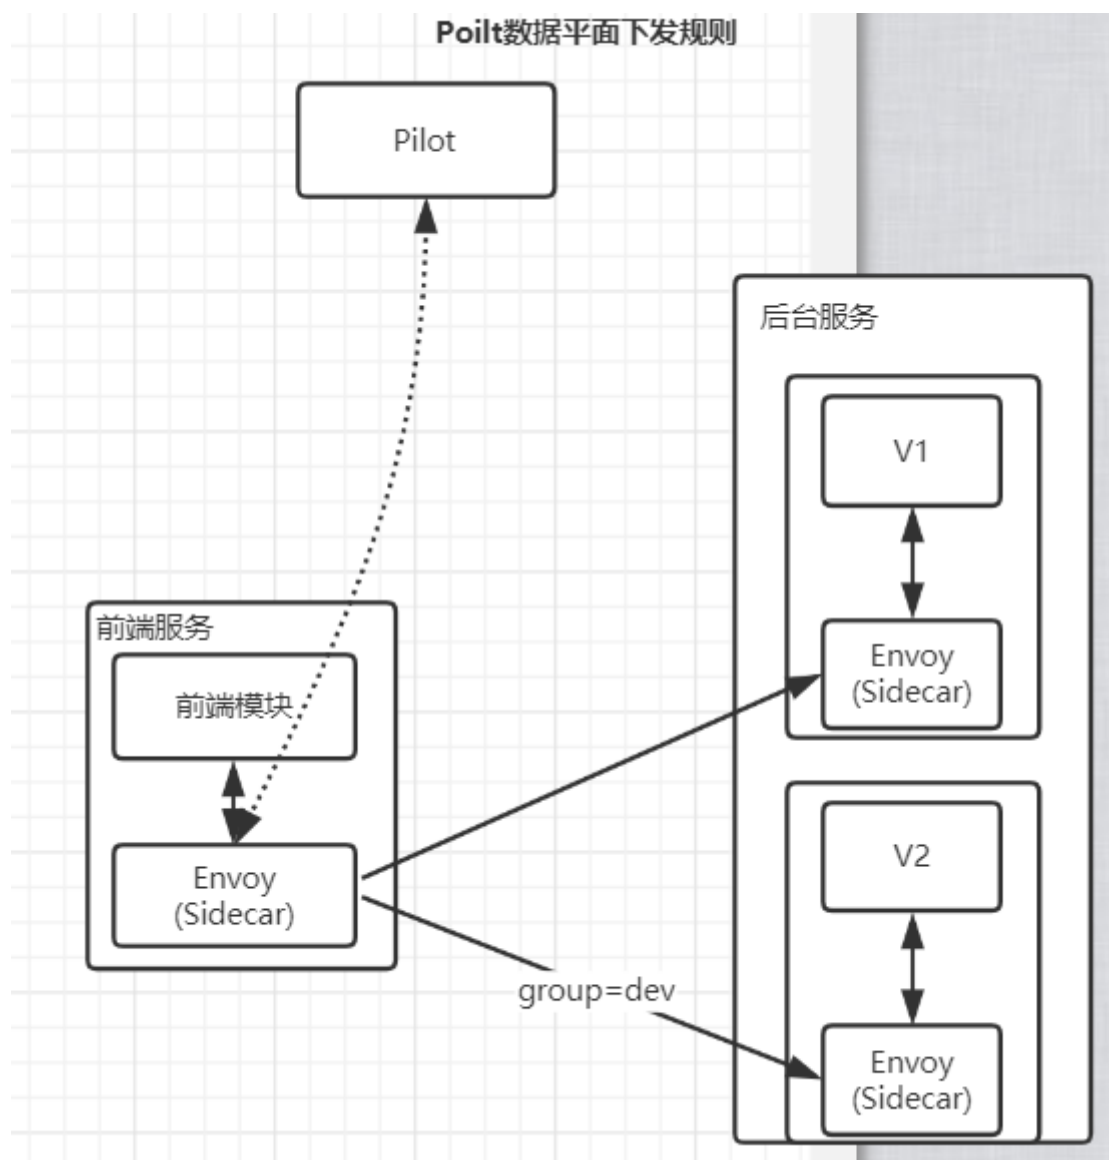 Poilt数据平面下发规则
Pilot
后台服务
V1
Envoy
(Sidecar)
前端服务
前端模块
Envoy
(Sidecar)
V2
group=dev
Envoy
(Sidecar)